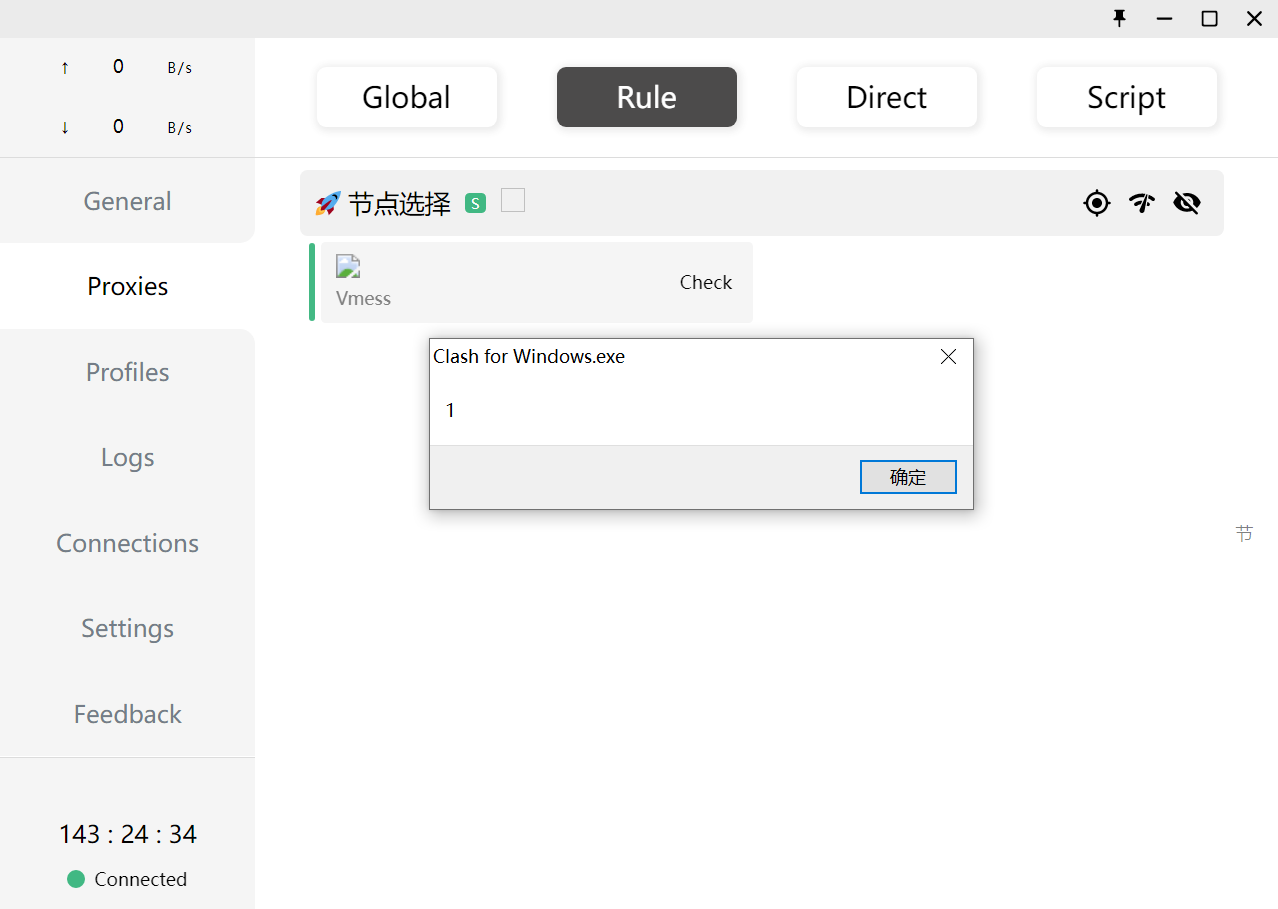 ↑ 0 B/s
↓ 0 B/s
Global
Rule
Direct
Script
General
Proxies
Profiles
Logs
Connections
Settings
Feedback
143 : 24 : 34
Connected
节点选择 S
Vmess
Check
Clash for Windows.exe
1
确定
节